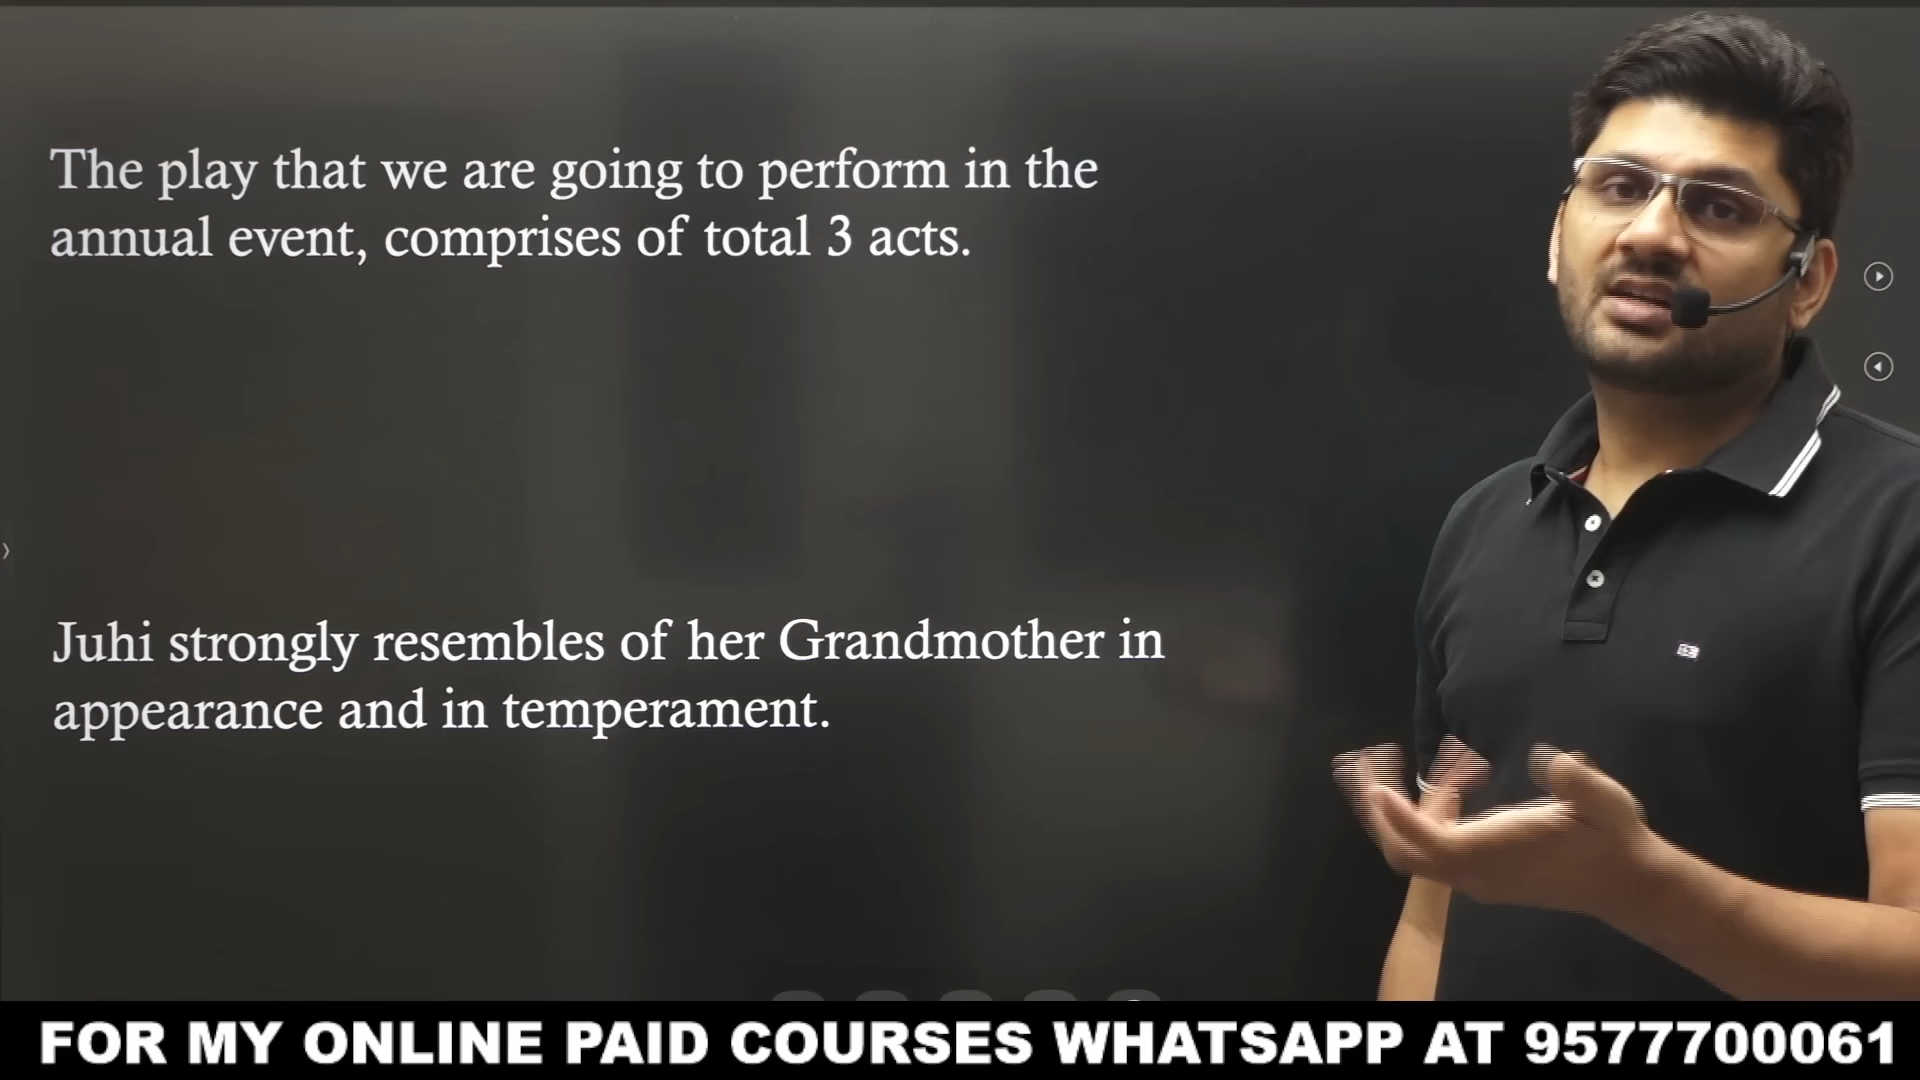 The play that we are going to perform in the
annual event, comprises of total 3 acts.
Juhi strongly resembles of her Grandmother in
appearance and in temperament.
FOR MY ONLINE PAID COURSES WHATSAPP AT 9577700061